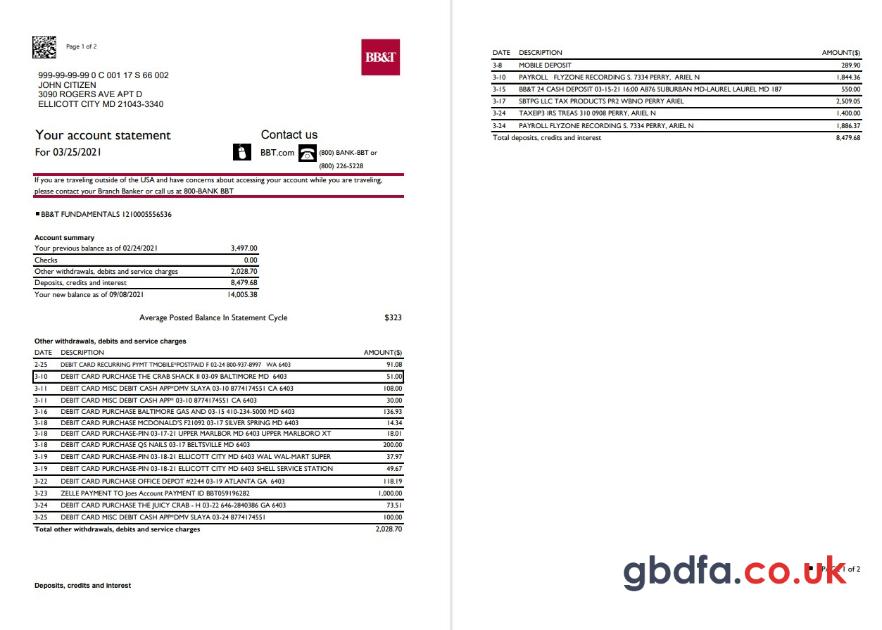 Page 1 of 2
BB&T
999-99-99-99 0 C 001 17 S 66 002
JOHN CITIZEN
3090 ROGERS AVE APT D
ELLICOTT CITY MD 21043-3340
Your account statement
For 03/25/2021
Contact us
BBT.com (800) BANK-BBT or
(800) 226-5228
If you are traveling outside of the USA and have concerns about accessing your account while you are traveling,
please contact your Branch Banker or call us at 800-BANK BBT
BB&T FUNDAMENTALS 1210005556536
Account summary
Your previous balance as of 02/24/2021 3,497.00
Checks 0.00
Other withdrawals, debits and service charges 2,028.70
Deposits, credits and interest 8,479.68
Your new balance as of 09/08/2021 14,005.38
Average Posted Balance In Statement Cycle $323
Other withdrawals, debits and service charges
DATE DESCRIPTION AMOUNT($)
2-25 DEBIT CARD RECURRING PYMT TMOBILE*POSTPAID F 02-24 800-937-8997 WA 6403 91.08
3-10 DEBIT CARD PURCHASE THE CRAB SHACK II 03-09 BALTIMORE MD 6403 51.00
3-11 DEBIT CARD MISC DEBIT CASH APP*DMV SLAYA 03-10 8774174551 CA 6403 108.00
3-11 DEBIT CARD MISC DEBIT CASH APP* 03-10 8774174551 CA 6403 30.00
3-16 DEBIT CARD PURCHASE BALTIMORE GAS AND 03-15 410-234-5000 MD 6403 136.93
3-18 DEBIT CARD PURCHASE MCDONALD'S F21092 03-17 SILVER SPRING MD 6403 14.34
3-18 DEBIT CARD PURCHASE-PIN 03-17-21 UPPER MARLBOR MD 6403 UPPER MARLBORO XT 18.01
3-18 DEBIT CARD PURCHASE QS NAILS 03-17 BELTSVILLE MD 6403 200.00
3-19 DEBIT CARD PURCHASE-PIN 03-18-21 ELLICOTT CITY MD 6403 WAL WAL-MART SUPER 37.97
3-19 DEBIT CARD PURCHASE-PIN 03-18-21 ELLICOTT CITY MD 6403 SHELL SERVICE STATION 49.67
3-22 DEBIT CARD PURCHASE OFFICE DEPOT #2244 03-19 ATLANTA GA 6403 118.19
3-23 ZELLE PAYMENT TO Joes Account PAYMENT ID BBT059196282 1,000.00
3-24 DEBIT CARD PURCHASE THE JUICY CRAB - H 03-22 646-2840386 GA 6403 73.51
3-25 DEBIT CARD MISC DEBIT CASH APP*DMV SLAYA 03-24 8774174551 100.00
Total other withdrawals, debits and service charges 2,028.70
Deposits, credits and interest
DATE DESCRIPTION AMOUNT($)
3-8 MOBILE DEPOSIT 289.90
3-10 PAYROLL FLYZONE RECORDING S. 7334 PERRY, ARIEL N 1,844.36
3-15 BB&T 24 CASH DEPOSIT 03-15-21 16:00 A876 SUBURBAN MD-LAUREL LAUREL MD 187 550.00
3-17 SBTPG LLC TAX PRODUCTS PR2 WBNO PERRY ARIEL 2,509.05
3-24 TAXEIP3 IRS TREAS 310 0908 PERRY, ARIEL N 1,400.00
3-24 PAYROLL FLYZONE RECORDING S. 7334 PERRY, ARIEL N 1,886.37
Total deposits, credits and interest 8,479.68
gbdfa.co.uk
1 of 2